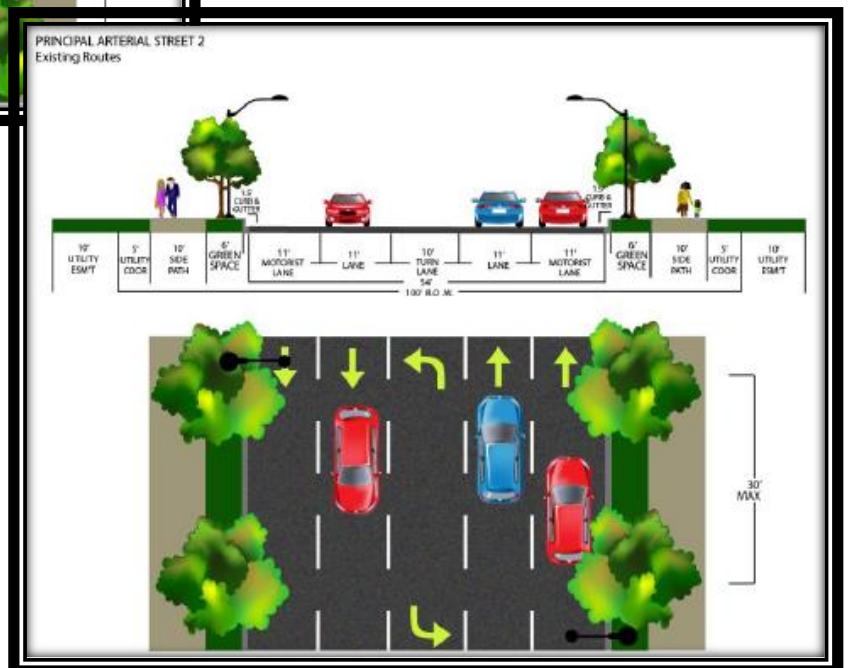 PRINCIPAL ARTERIAL STREET 2
Existing Routes
1.5'
CURB &
GUTTER
1.5'
CURB &
GUTTER
10'
UTILITY
ESM'T
5'
UTILITY
COOR
10'
SIDE
PATH
6'
GREEN
SPACE
11'
MOTORIST
LANE
11'
LANE
10'
TURN
LANE
11'
LANE
11'
MOTORIST
LANE
6'
GREEN
SPACE
10'
SIDE
PATH
5'
UTILITY
COOR
10'
UTILITY
ESM'T
54'
100' R.O.W.
30'
MAX